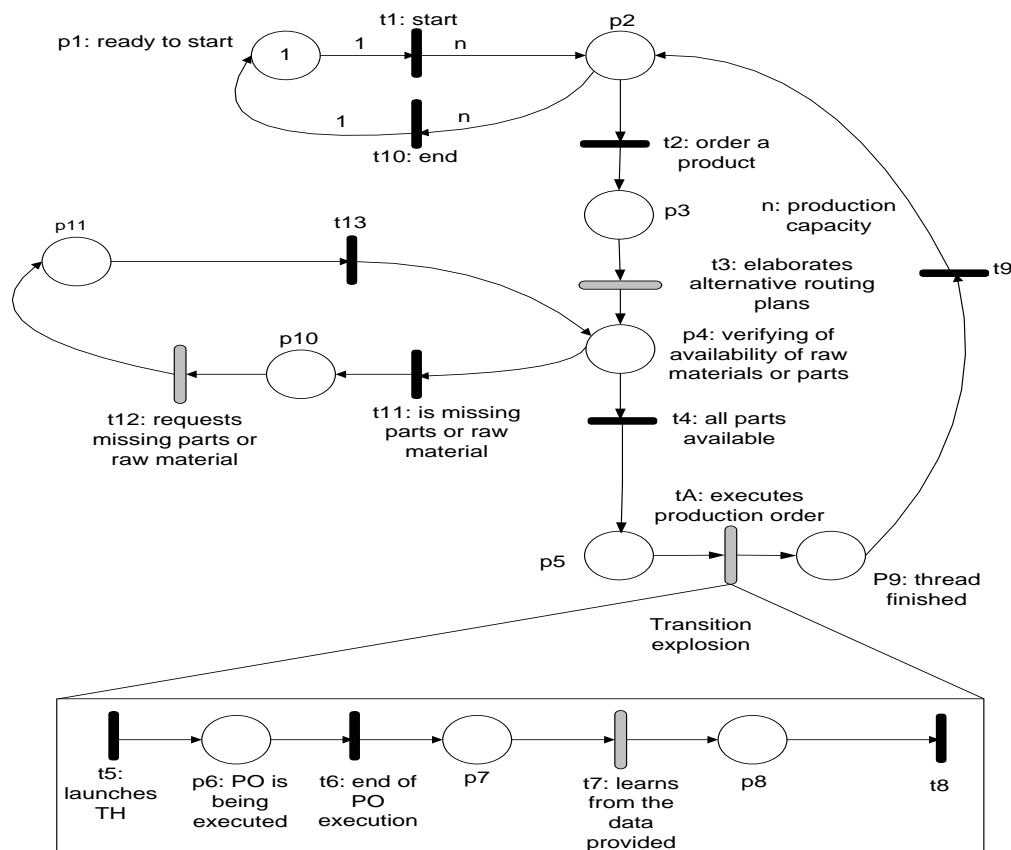 t1: start
p2
p1: ready to start
1
1
n
1
n
t10: end
t2: order a
product
p3
n: production
capacity
p11
t13
t9
t3: elaborates
alternative routing
plans
p4: verifying of
availability of raw
materials or parts
p10
t12: requests
missing parts or
raw material
t11: is missing
parts or raw
material
t4: all parts
available
tA: executes
production order
p5
P9: thread
finished
Transition
explosion
t5:
launches
TH
p6: PO is
being
executed
t6: end of
PO
execution
p7
t7: learns
from the
data
provided
p8
t8